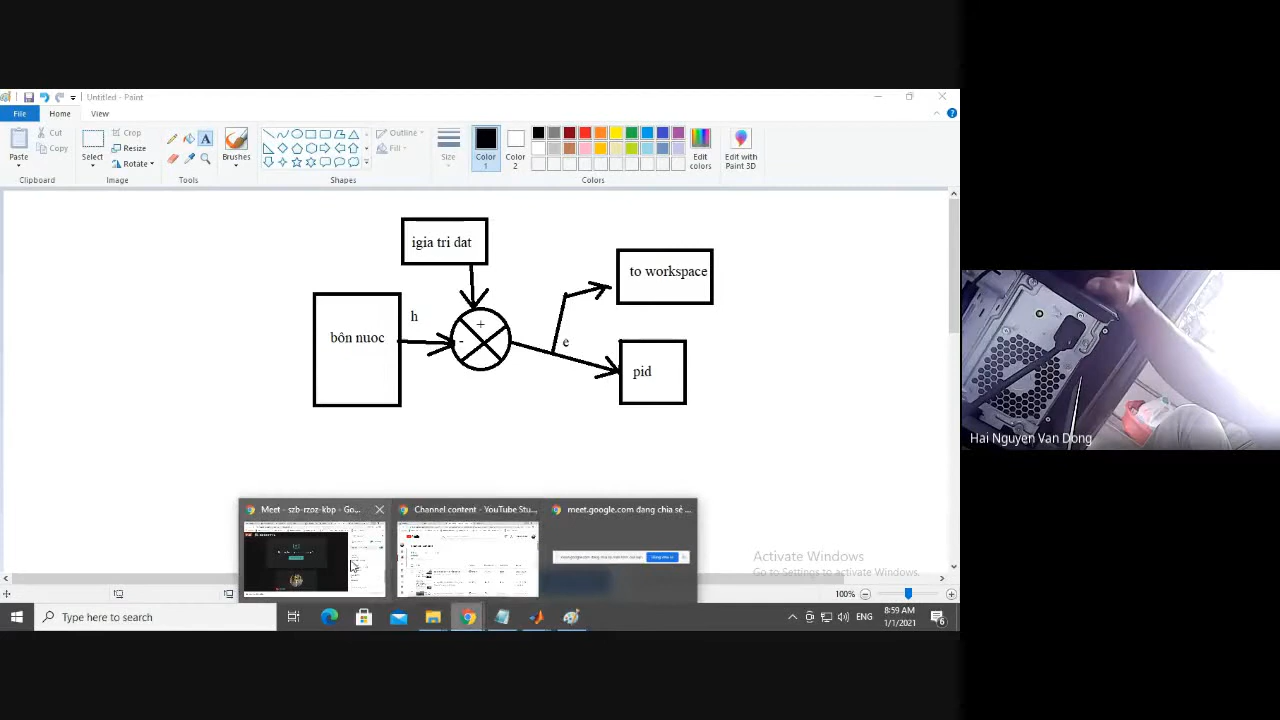 Untitled - Paint
File
Home
View
Paste
Cut
Copy
Clipboard
Select
Crop
Resize
Rotate
Image
Tools
Brushes
Shapes
Outline
Fill
Size
Color
1
Color
2
Edit
colors
Colors
Edit with
Paint 3D
igia tri dat
to workspace
h
+
bôn nuoc
-
e
pid
Hai Nguyen Van Dong
Meet - szb-rzoz-kbp - Go...
Channel content - YouTube Stu...
meet.google.com đang chia sẻ ...
Activate Windows
Go to Settings to activate Windows.
100%
Type here to search
ENG
8:59 AM
1/1/2021
6